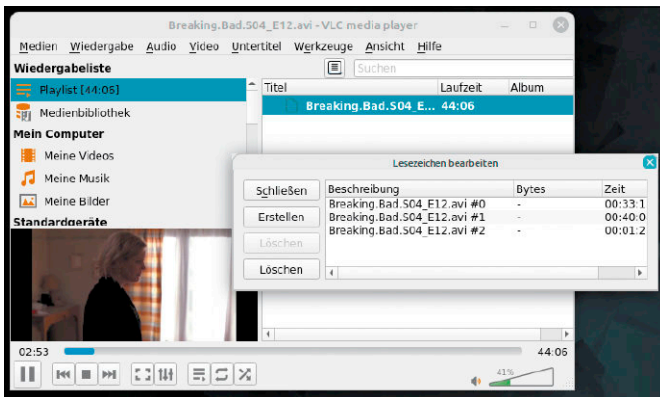 Breaking.Bad.S04_E12.avi - VLC media player
Medien Wiedergabe Audio Video Untertitel Werkzeuge Ansicht Hilfe
Wiedergabeliste
Suchen
Playlist [44:06]
Titel Laufzeit Album
Breaking.Bad.S04_E... 44:06
Medienbibliothek
Mein Computer
Meine Videos
Meine Musik
Meine Bilder
Standardgeräte
Lesezeichen bearbeiten
Schließen
Erstellen
Löschen
Löschen
Beschreibung Bytes Zeit
Breaking.Bad.S04_E12.avi #0 - 00:33:1
Breaking.Bad.S04_E12.avi #1 - 00:40:0
Breaking.Bad.S04_E12.avi #2 - 00:01:2
02:53 44:06
41%